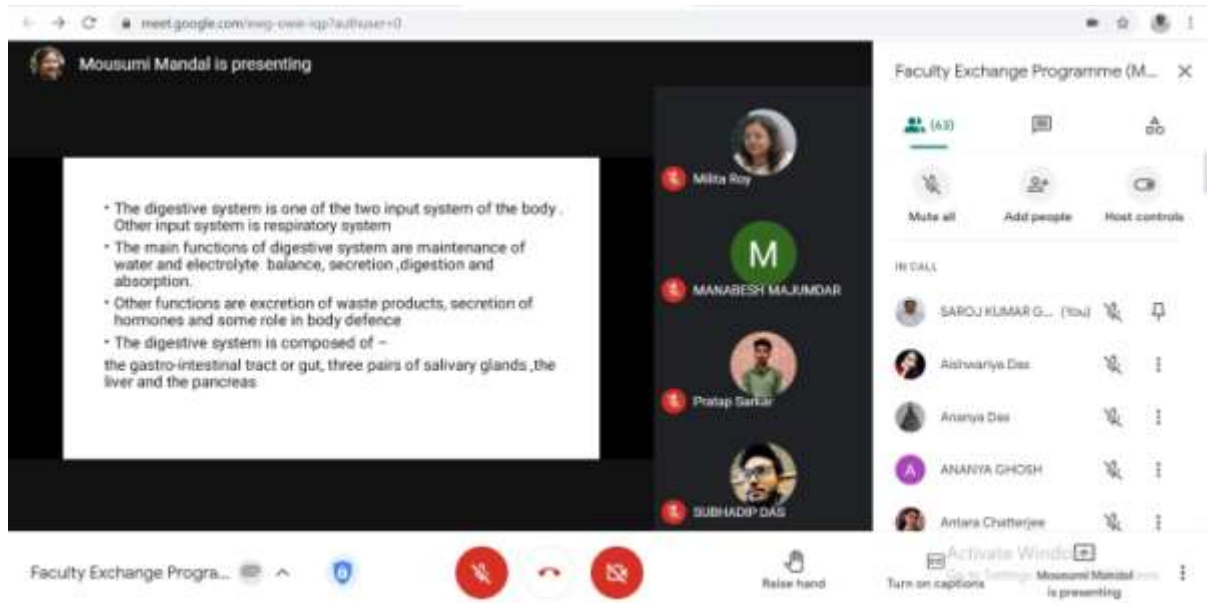 meet.google.com/
Mousumi Mandal is presenting
• The digestive system is one of the two input system of the body .
Other input system is respiratory system
• The main functions of digestive system are maintenance of
water and electrolyte balance, secretion ,digestion and
absorption.
• Other functions are excretion of waste products, secretion of
hormones and some role in body defence
• The digestive system is composed of –
the gastro-intestinal tract or gut, three pairs of salivary glands ,the
liver and the pancreas
Milita Roy
M
MANABESH MAJUMDAR
Pratap Sarkar
SUBHADIP DAS
Faculty Exchange Programme (M...
(63)
Mute all
Add people
Host controls
IN CALL
SAROJ KUMAR G... (You)
Aishwariya Das
Ananya Das
A
ANANYA GHOSH
Antara Chatterjee
Faculty Exchange Progra...
Raise hand
Turn on captions
Activate Windo
Mousumi Mandal
is presenting